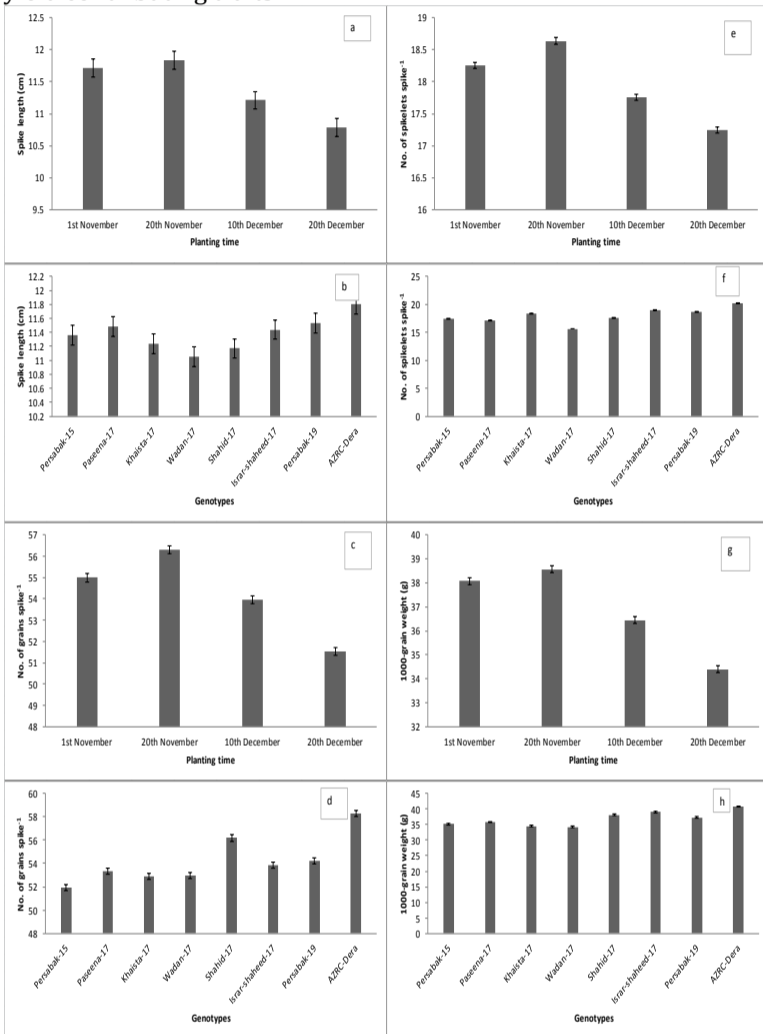 a
12.5
12
11.5
11
10.5
10
9.5
Spike length (cm)
1st November 20th November 10th December 20th December
Planting time
e
19
18.5
18
17.5
17
16.5
16
No. of spikelets spike⁻¹
1st November 20th November 10th December 20th December
Planting time
b
12.2
12
11.8
11.6
11.4
11.2
11
10.8
10.6
10.4
10.2
Spike length (cm)
Persabak-15 Paseena-17 Khaista-17 Wadan-17 Shahid-17 Israr-shaheed-17 Persabak-19 AZRC-Dera
Genotypes
f
25
20
15
10
5
0
No. of spikelets spike⁻¹
Persabak-15 Paseena-17 Khaista-17 Wadan-17 Shahid-17 Israr-shaheed-17 Persabak-19 AZRC-Dera
Genotypes
c
57
56
55
54
53
52
51
50
49
48
No. of grains spike⁻¹
1st November 20th November 10th December 20th December
Planting time
g
40
39
38
37
36
35
34
33
32
1000-grain weight (g)
1st November 20th November 10th December 20th December
Planting time
d
60
58
56
54
52
50
48
No. of grains spike⁻¹
Persabak-15 Paseena-17 Khaista-17 Wadan-17 Shahid-17 Israr-shaheed-17 Persabak-19 AZRC-Dera
Genotypes
h
45
40
35
30
25
20
15
10
5
0
1000-grain weight (g)
Persabak-15 Paseena-17 Khaista-17 Wadan-17 Shahid-17 Israr-shaheed-17 Persabak-19 AZRC-Dera
Genotypes